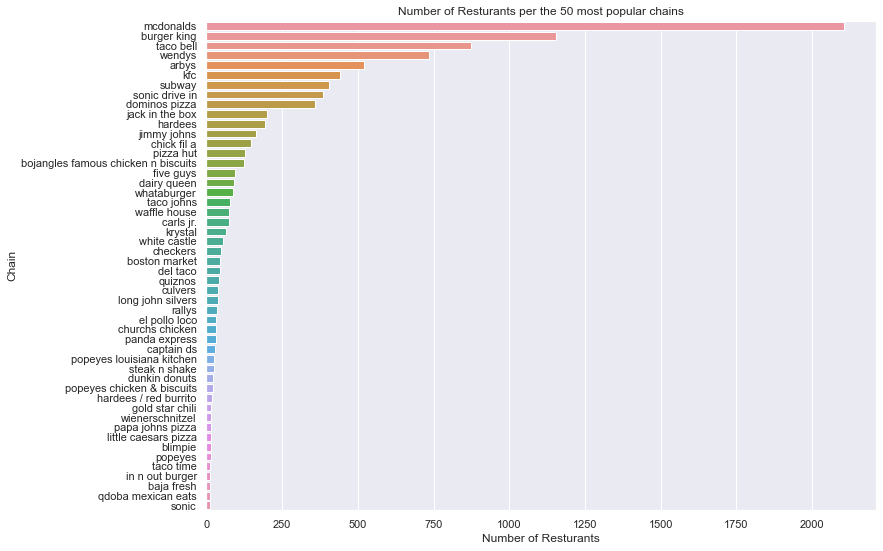 Number of Resturants per the 50 most popular chains
Chain
mcdonalds
burger king
taco bell
wendys
arbys
kfc
subway
sonic drive in
dominos pizza
jack in the box
hardees
jimmy johns
chick fil a
pizza hut
bojangles famous chicken n biscuits
five guys
dairy queen
whataburger
taco johns
waffle house
carls jr.
krystal
white castle
checkers
boston market
del taco
quiznos
culvers
long john silvers
rallys
el pollo loco
churchs chicken
panda express
captain ds
popeyes louisiana kitchen
steak n shake
dunkin donuts
popeyes chicken & biscuits
hardees / red burrito
gold star chili
wienerschnitzel
papa johns pizza
little caesars pizza
blimpie
popeyes
taco time
in n out burger
baja fresh
qdoba mexican eats
sonic
0 250 500 750 1000 1250 1500 1750 2000
Number of Resturants